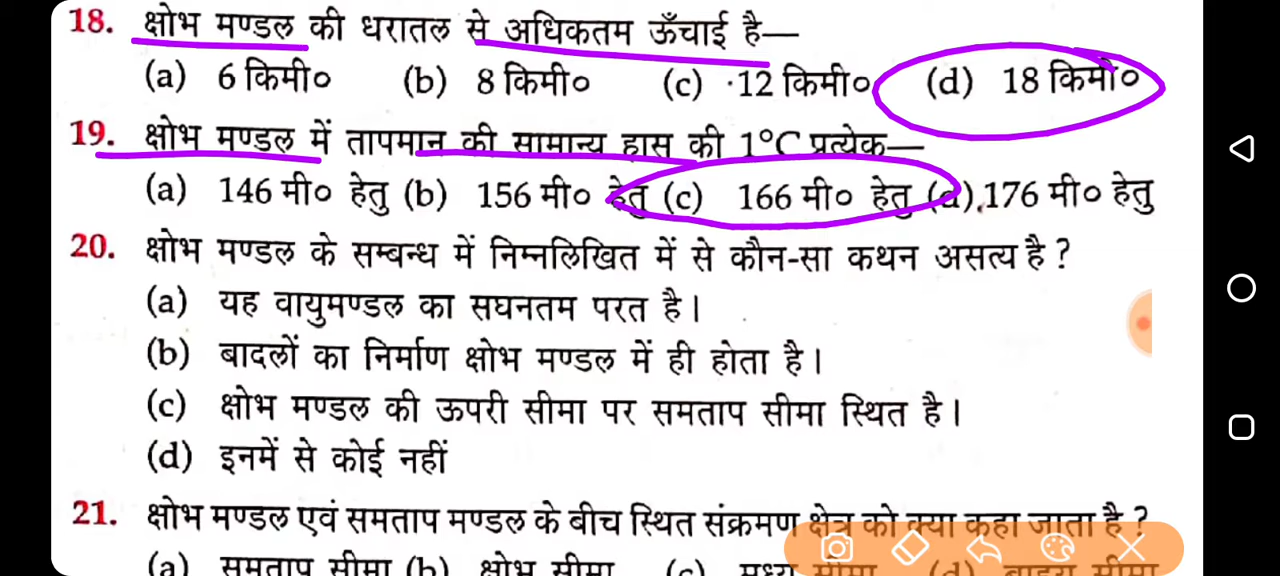 18. क्षोभ मण्डल की धरातल से अधिकतम ऊँचाई है—
(a) 6 किमी० (b) 8 किमी० (c) 12 किमी० (d) 18 किमी०
19. क्षोभ मण्डल में तापमान की सामान्य हास की 1°C प्रत्येक—
(a) 146 मी० हेतु (b) 156 मी० हेतु (c) 166 मी० हेतु (d) 176 मी० हेतु
20. क्षोभ मण्डल के सम्बन्ध में निम्नलिखित में से कौन-सा कथन असत्य है ?
(a) यह वायुमण्डल का सघनतम परत है।
(b) बादलों का निर्माण क्षोभ मण्डल में ही होता है।
(c) क्षोभ मण्डल की ऊपरी सीमा पर समताप सीमा स्थित है।
(d) इनमें से कोई नहीं
21. क्षोभ मण्डल एवं समताप मण्डल के बीच स्थित संक्रमण क्षेत्र को क्या कहा जाता है ?
(a) समताप सीमा (b) क्षोभ सीमा (c) मध्य सीमा (d) बाह्य सीमा